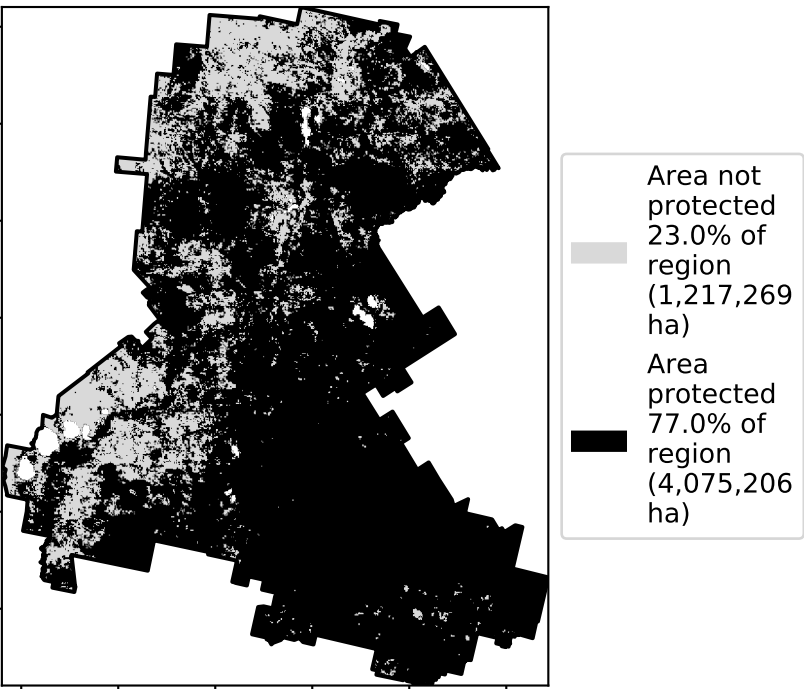 Area not
protected
23.0% of
region
(1,217,269
ha)
Area
protected
77.0% of
region
(4,075,206
ha)